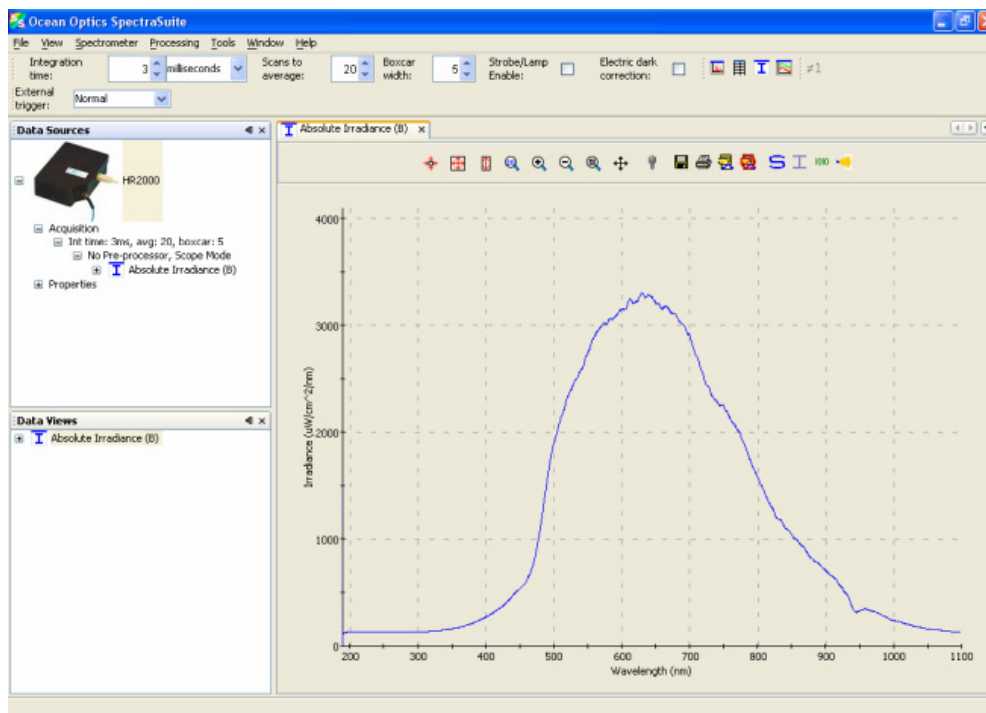 Ocean Optics SpectraSuite
File View Spectrometer Processing Tools Window Help
Integration time: 3 milliseconds Scans to average: 20 Boxcar width: 5 Strobe/Lamp Enable: Electric dark correction: ≠1
External trigger: Normal
Data Sources
HR2000
Acquisition
Int time: 3ms, avg: 20, boxcar: 5
No Pre-processor, Scope Mode
Absolute Irradiance (B)
Properties
Data Views
Absolute Irradiance (B)
Absolute Irradiance (B)
4000
3000
2000
1000
0
Irradiance (uW/cm^2/nm)
200 300 400 500 600 700 800 900 1000 1100
Wavelength (nm)